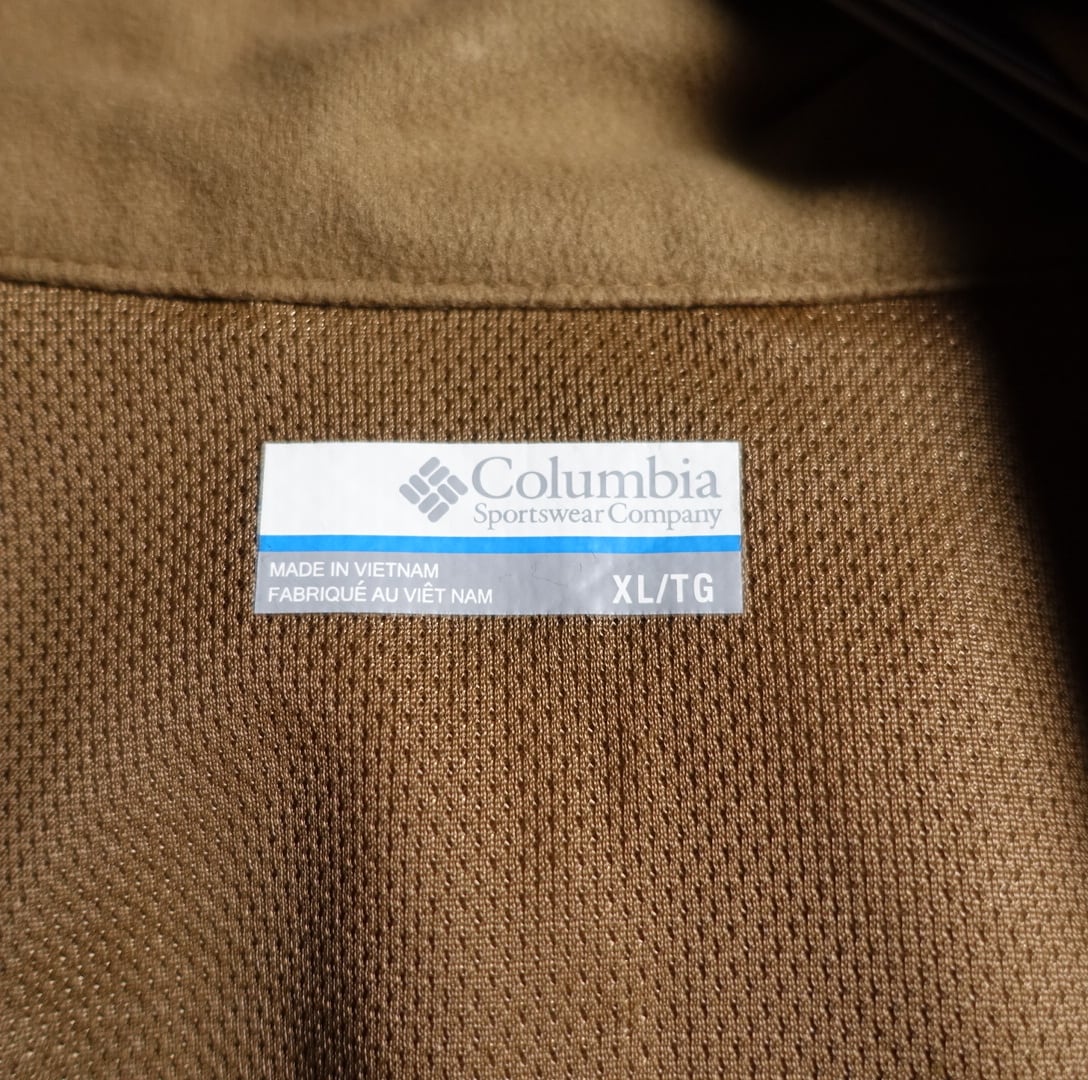 Columbia
Sportswear Company
MADE IN VIETNAM
FABRIQUÉ AU VIÊT NAM
XL/TG